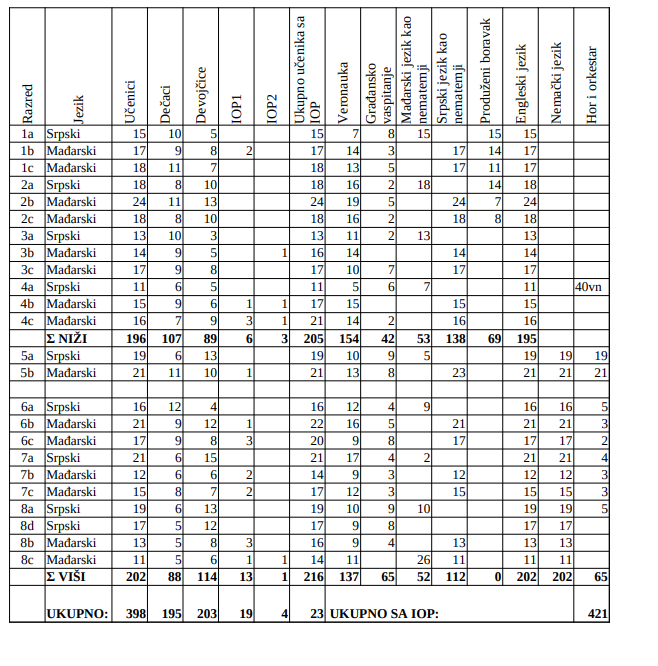 Razred Jezik Učenici Dečaci Devojčice IOP1 IOP2 Ukupno učenika sa IOP Veronauka Građansko vaspitanje Mađarski jezik kao nematernji Srpski jezik kao nematernji Produženi boravak Engleski jezik Nemački jezik Hor i orkestar
1a Srpski 15 10 5 15 7 8 15 15 15
1b Mađarski 17 9 8 2 17 14 3 17 14 17
1c Mađarski 18 11 7 18 13 5 17 11 17
2a Srpski 18 8 10 18 16 2 18 14 18
2b Mađarski 24 11 13 24 19 5 24 7 24
2c Mađarski 18 8 10 18 16 2 18 8 18
3a Srpski 13 10 3 13 11 2 13 13
3b Mađarski 14 9 5 1 16 14 14 14
3c Mađarski 17 9 8 17 10 7 17 17
4a Srpski 11 6 5 11 5 6 7 11 40vn
4b Mađarski 15 9 6 1 1 17 15 15 15
4c Mađarski 16 7 9 3 1 21 14 2 16 16
Σ NIŽI 196 107 89 6 3 205 154 42 53 138 69 195
5a Srpski 19 6 13 19 10 9 5 19 19 19
5b Mađarski 21 11 10 1 21 13 8 23 21 21 21
6a Srpski 16 12 4 16 12 4 9 16 16 5
6b Mađarski 21 9 12 1 22 16 5 21 21 21 3
6c Mađarski 17 9 8 3 20 9 8 17 17 17 2
7a Srpski 21 6 15 21 17 4 2 21 21 4
7b Mađarski 12 6 6 2 14 9 3 12 12 12 3
7c Mađarski 15 8 7 2 17 12 3 15 15 15 3
8a Srpski 19 6 13 19 10 9 10 19 19 5
8d Srpski 17 5 12 17 9 8 17 17
8b Mađarski 13 5 8 3 16 9 4 13 13 13
8c Mađarski 11 5 6 1 1 14 11 26 11 11 11
Σ VIŠI 202 88 114 13 1 216 137 65 52 112 0 202 202 65
UKUPNO: 398 195 203 19 4 23 UKUPNO SA IOP: 421